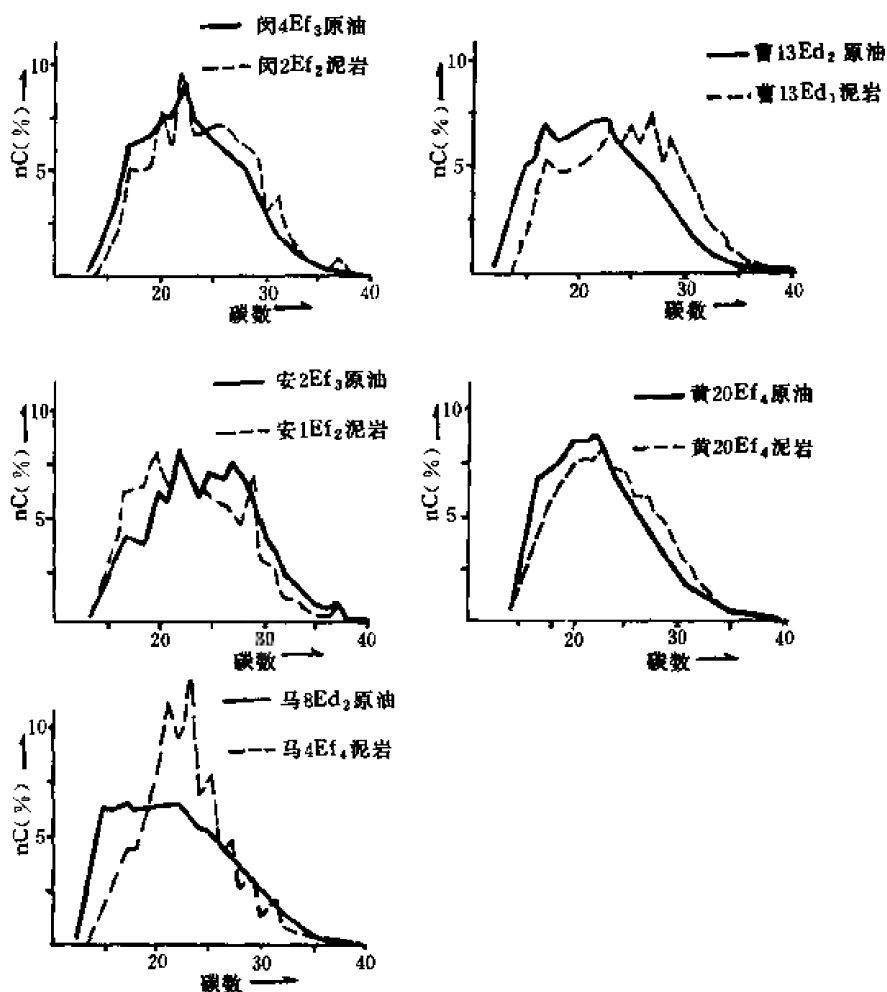 闵4Ef₃原油
闵2Ef₂泥岩
nC(%)
10
5
20
30
40
碳数
曹13Ed₂原油
曹13Ed₁泥岩
nC(%)
10
5
20
30
40
碳数
安2Ef₃原油
安1Ef₂泥岩
nC(%)
10
5
20
30
40
碳数
黄20Ef₄原油
黄20Ef₄泥岩
nC(%)
10
5
20
30
40
碳数
马8Ed₂原油
马4Ef₄泥岩
nC(%)
10
5
20
30
40
碳数